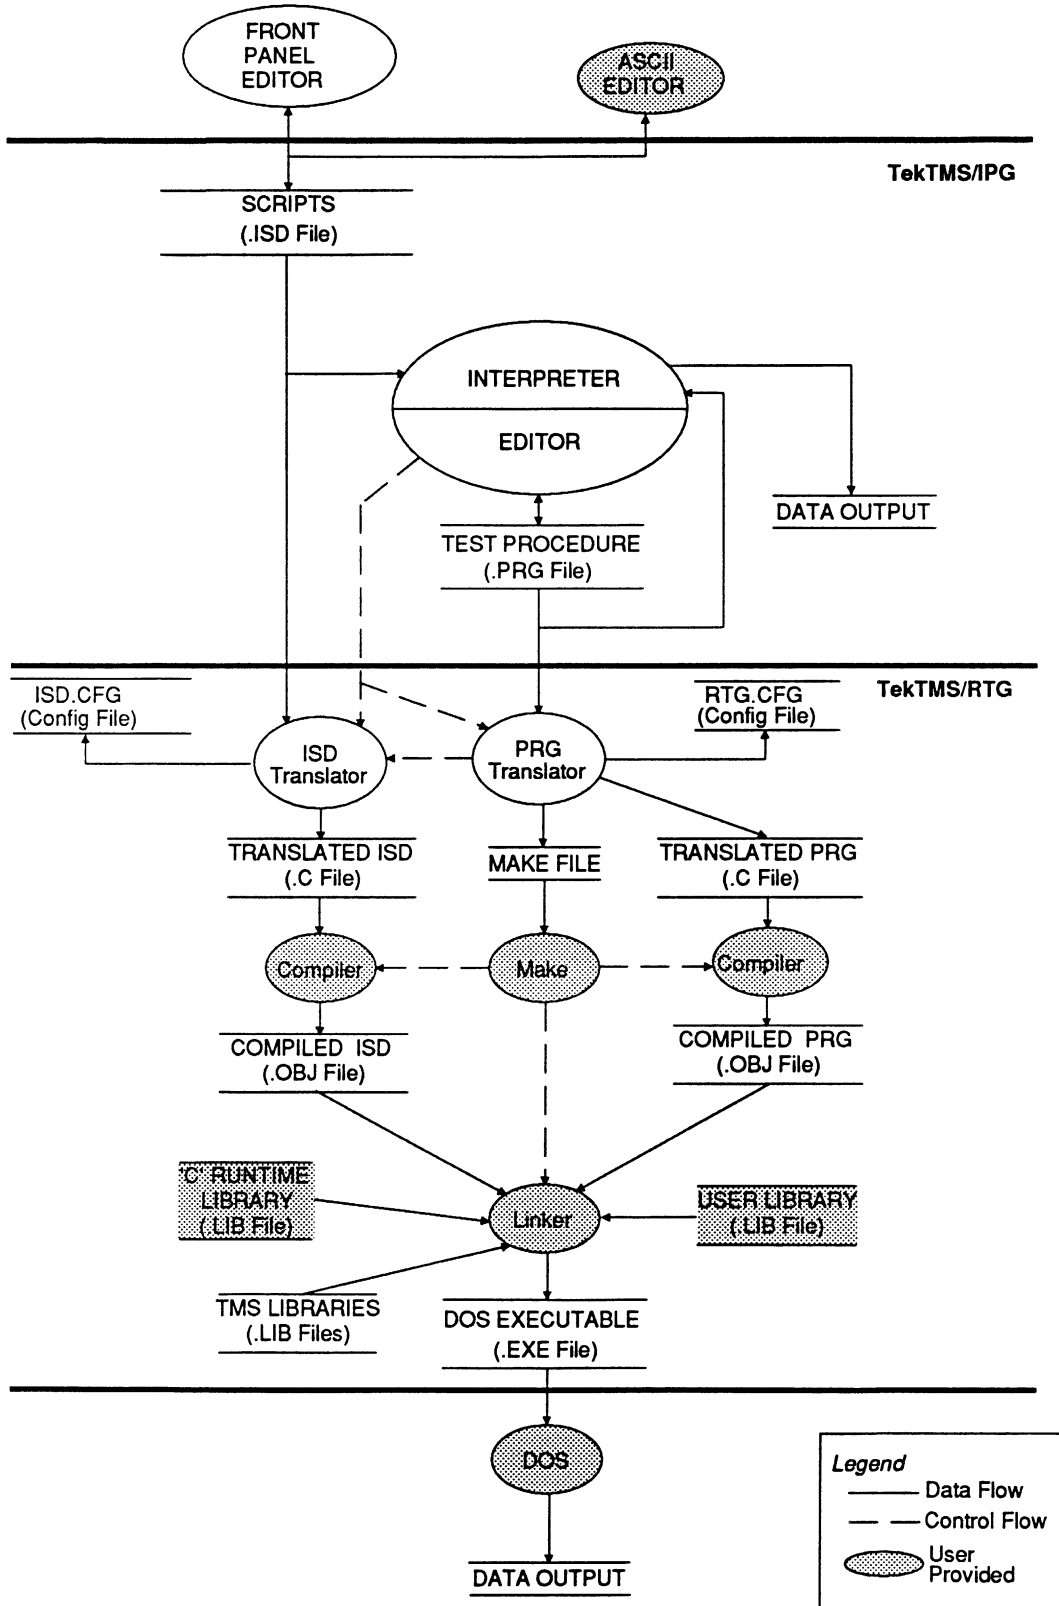 FRONT
PANEL
EDITOR
ASCII
EDITOR
TekTMS/IPG
SCRIPTS
(.ISD File)
INTERPRETER
EDITOR
DATA OUTPUT
TEST PROCEDURE
(.PRG File)
TekTMS/RTG
ISD.CFG
(Config File)
RTG.CFG
(Config File)
ISD
Translator
PRG
Translator
TRANSLATED ISD
(.C File)
MAKE FILE
TRANSLATED PRG
(.C File)
Compiler
Make
Compiler
COMPILED ISD
(.OBJ File)
COMPILED PRG
(.OBJ File)
'C' RUNTIME
LIBRARY
(.LIB File)
Linker
USER LIBRARY
(.LIB File)
TMS LIBRARIES
(.LIB Files)
DOS EXECUTABLE
(.EXE File)
DOS
DATA OUTPUT
Legend
Data Flow
Control Flow
User
Provided